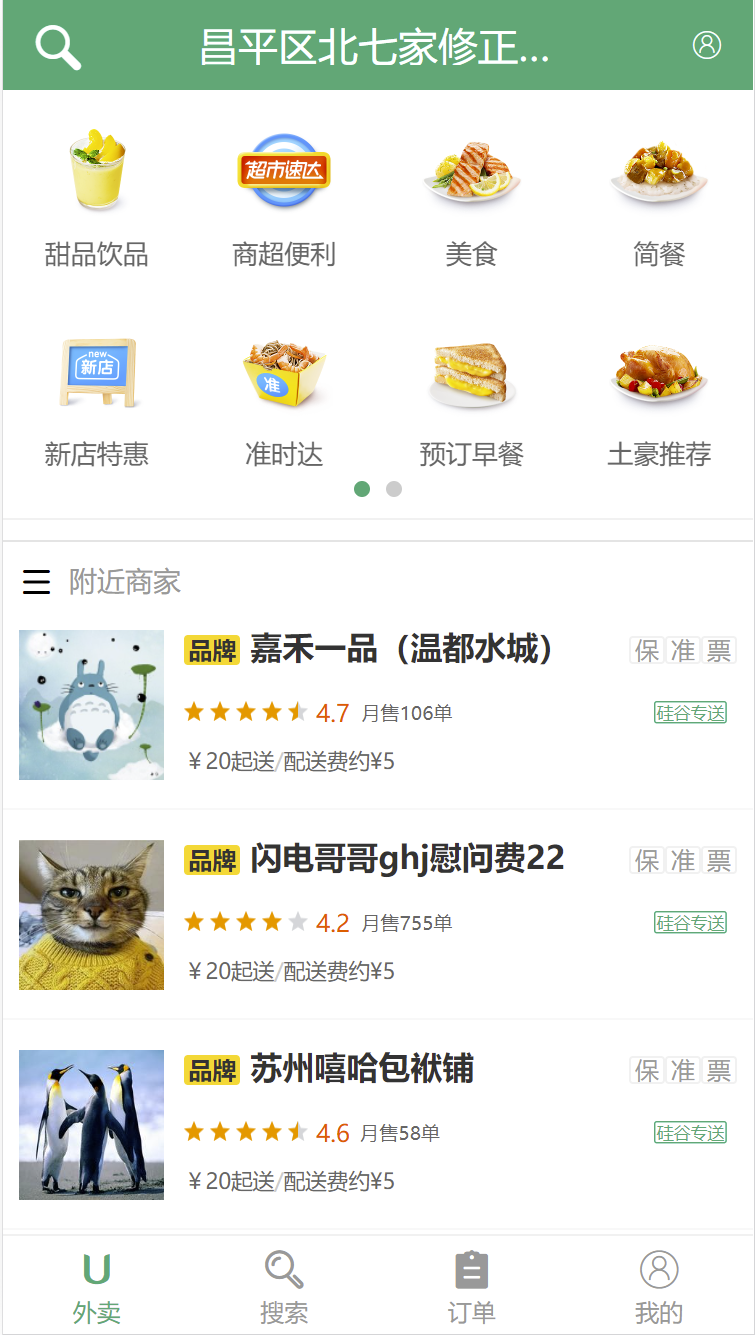 昌平区北七家修正...
超市速达
甜品饮品 商超便利 美食 简餐
new
新店
准
新店特惠 准时达 预订早餐 土豪推荐
附近商家
品牌 嘉禾一品（温都水城） 保 准 票
4.7 月售106单 硅谷专送
¥20起送/配送费约¥5
品牌 闪电哥哥ghj慰问费22 保 准 票
4.2 月售755单 硅谷专送
¥20起送/配送费约¥5
品牌 苏州嘻哈包袱铺 保 准 票
4.6 月售58单 硅谷专送
¥20起送/配送费约¥5
外卖 搜索 订单 我的